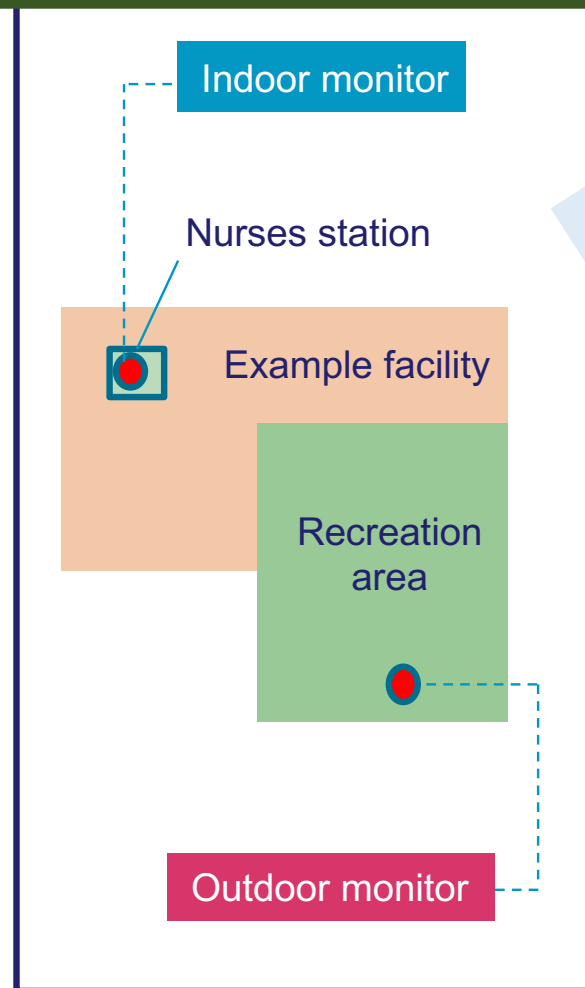 Indoor monitor
Nurses station
Example facility
Recreation
area
Outdoor monitor